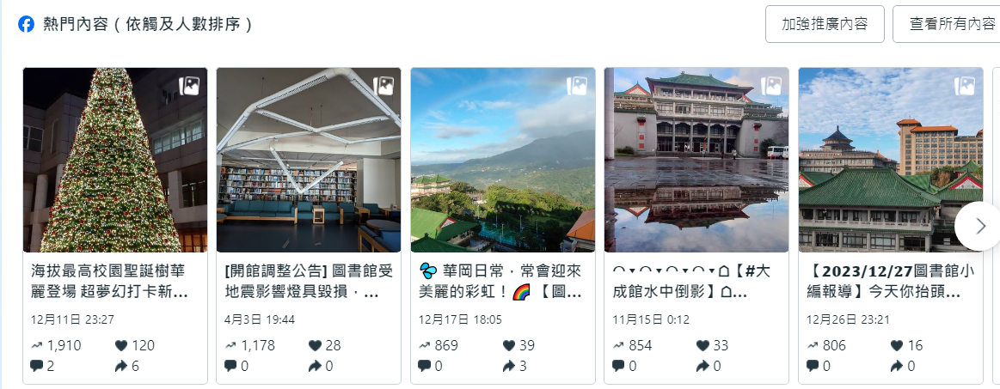 熱門內容 ( 依觸及人數排序 )
加強推廣內容
查看所有內容
海拔最高校園聖誕樹華
麗登場 超夢幻打卡新...
12月11日 23:27
1,910
120
2
6
[開館調整公告] 圖書館受
地震影響燈具毀損，...
4月3日 19:44
1,178
28
0
0
💦 華岡日常，常會迎來
美麗的彩虹！🌈 【圖...
12月17日 18:05
869
39
0
3
◠▾◠▾◠▾◠▾☖【#大
成館水中倒影】☖...
11月15日 0:12
854
33
0
0
【2023/12/27圖書館小
編報導】今天你抬頭...
12月26日 23:21
806
16
0
0